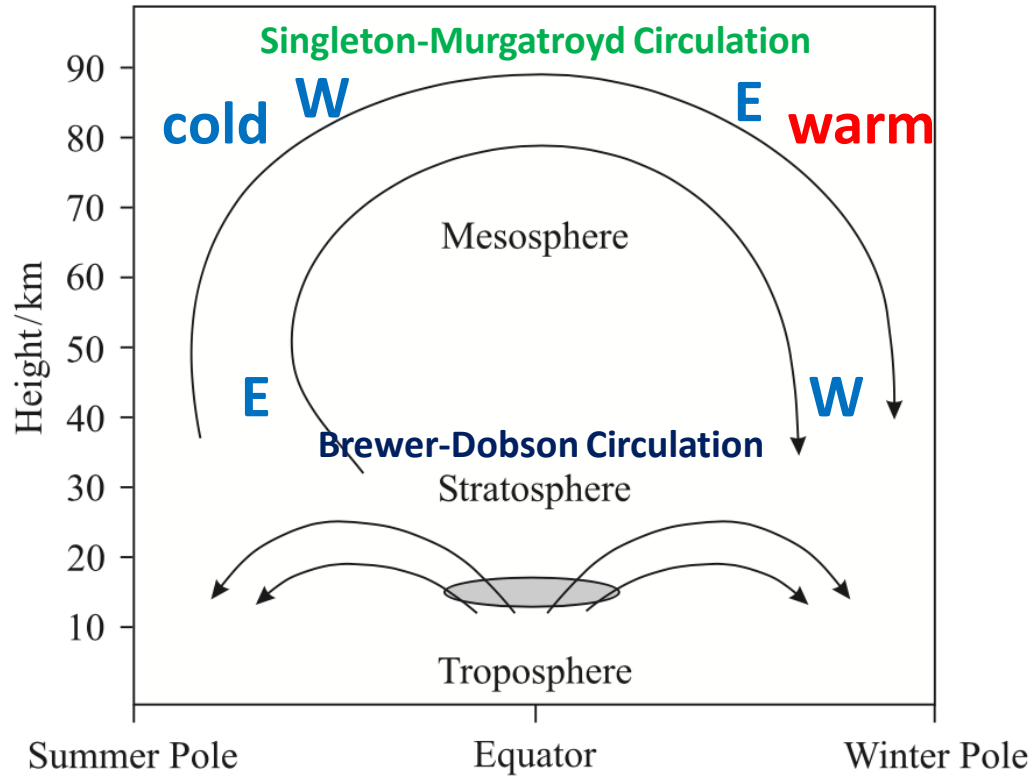 Singleton-Murgatroyd Circulation
90
W
E
cold
warm
80
Mesosphere
70
60
50
Height/km
E
W
40
Brewer-Dobson Circulation
Stratosphere
30
20
10
Troposphere
Summer Pole
Equator
Winter Pole